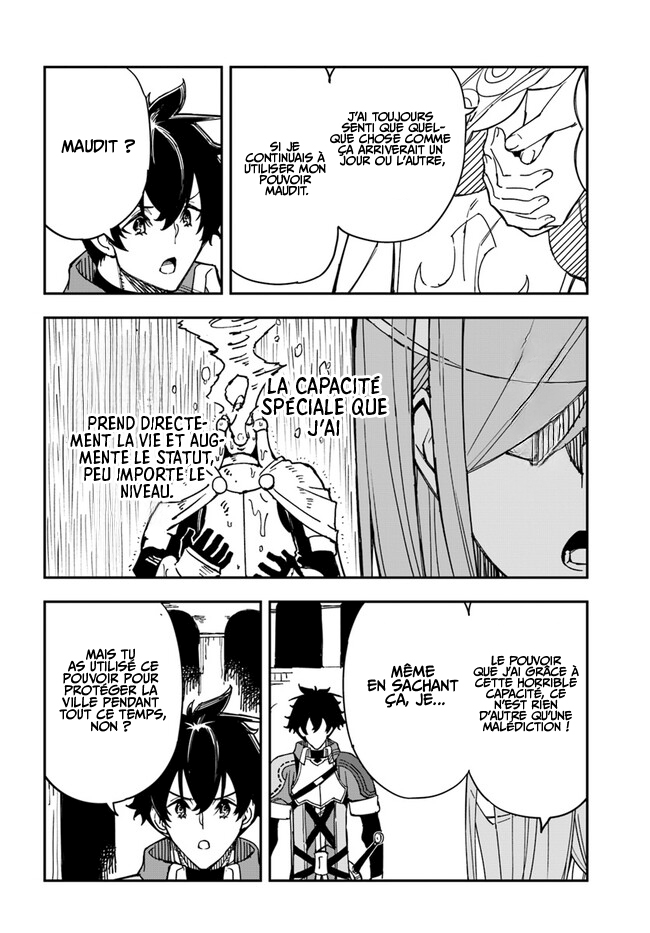 J'AI TOUJOURS
SENTI QUE QUEL-
QUE CHOSE COMME
ÇA ARRIVERAIT UN
JOUR OU L'AUTRE,
SI JE
CONTINUAIS À
UTILISER MON
POUVOIR
MAUDIT.
MAUDIT ?
LA CAPACITÉ
SPÉCIALE QUE
J'AI
PREND DIRECTE-
MENT LA VIE ET AUG-
MENTE LE STATUT,
PEU IMPORTE LE
NIVEAU.
LE POUVOIR
QUE J'AI GRÂCE À
CETTE HORRIBLE
CAPACITÉ, CE
N'EST RIEN
D'AUTRE QU'UNE
MALÉDICTION !
MÊME
EN SACHANT
ÇA, JE...
MAIS TU
AS UTILISÉ CE
POUVOIR POUR
PROTÉGER LA
VILLE PENDANT
TOUT CE TEMPS,
NON ?